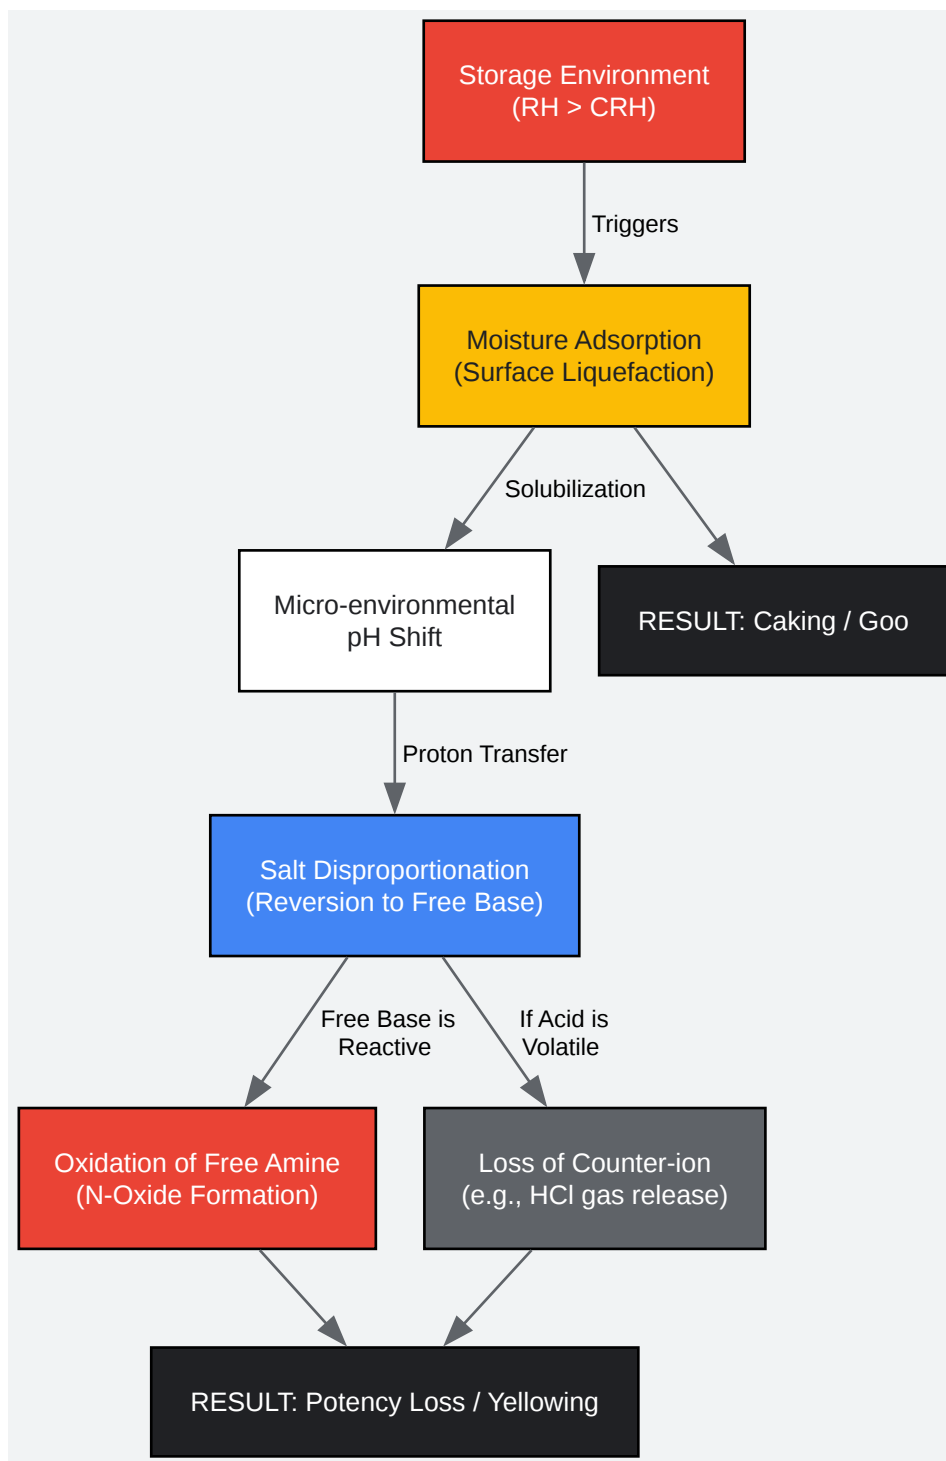 Storage Environment
(RH > CRH)
Triggers
Moisture Adsorption
(Surface Liquefaction)
Solubilization
Micro-environmental
pH Shift
RESULT: Caking / Goo
Proton Transfer
Salt Disproportionation
(Reversion to Free Base)
Free Base is
Reactive
If Acid is
Volatile
Oxidation of Free Amine
(N-Oxide Formation)
Loss of Counter-ion
(e.g., HCl gas release)
RESULT: Potency Loss / Yellowing